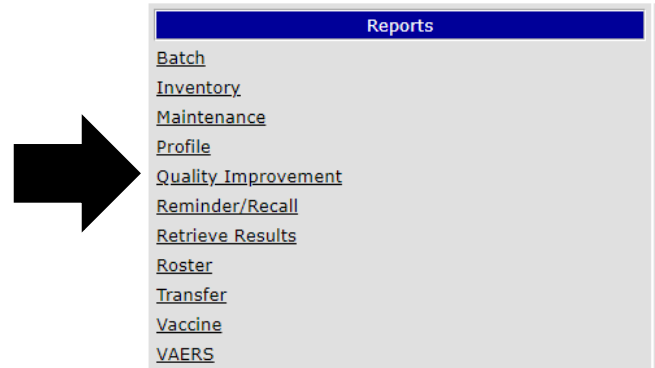 Reports
Batch
Inventory
Maintenance
Profile
Quality Improvement
Reminder/Recall
Retrieve Results
Roster
Transfer
Vaccine
VAERS